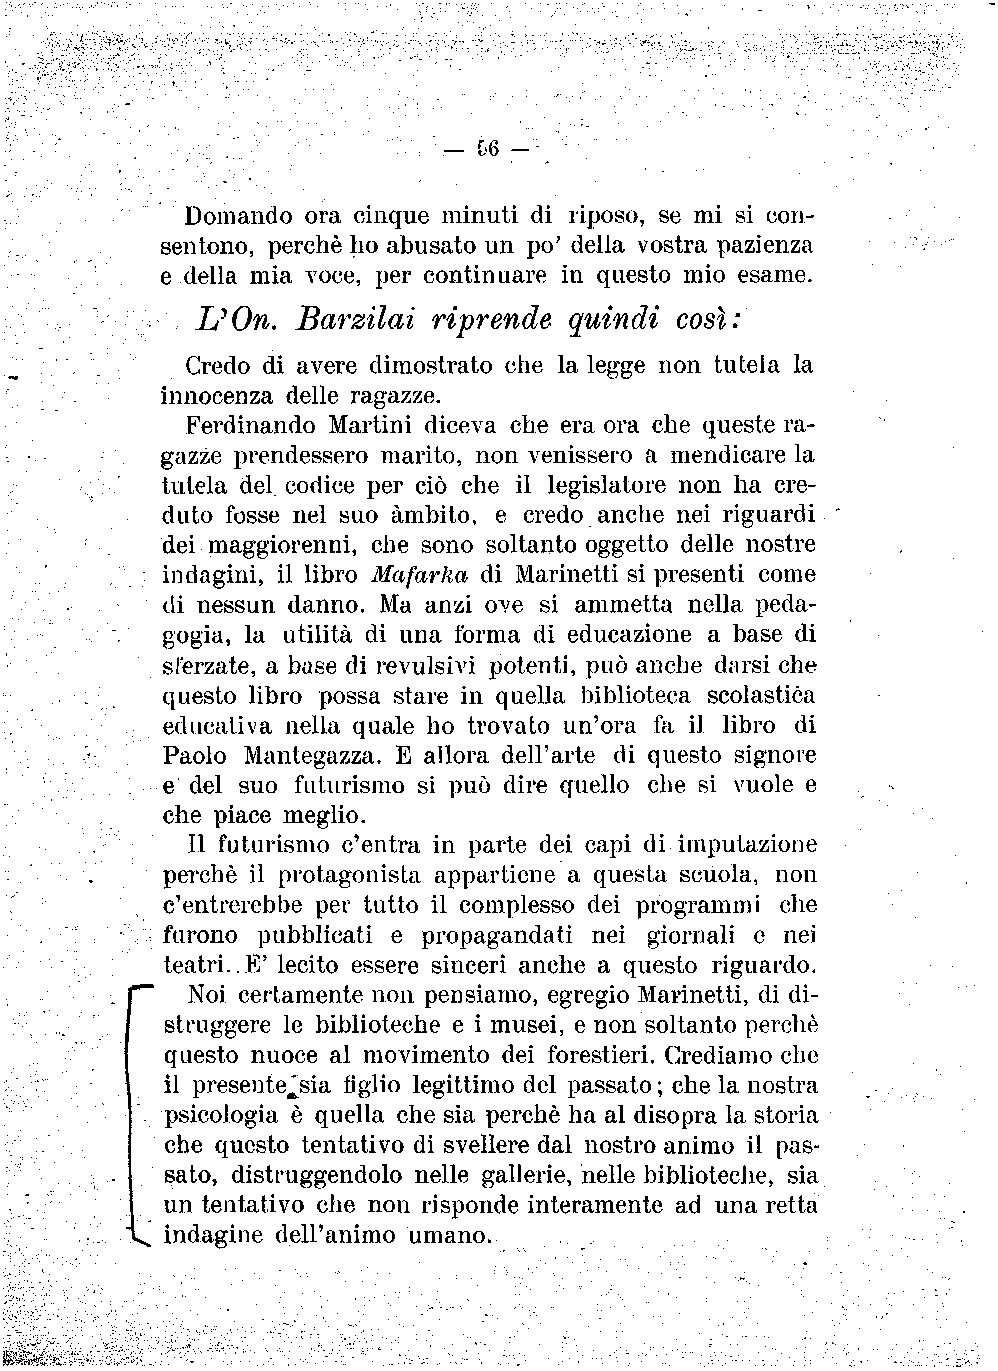 — 56 —
Domando ora cinque minuti di riposo, se mi si con-
sentono, perchè ho abusato un po' della vostra pazienza
e della mia voce, per continuare in questo mio esame.
L'On. Barzilai riprende quindi così:
Credo di avere dimostrato che la legge non tutela la
innocenza delle ragazze.
Ferdinando Martini diceva che era ora che queste ra-
gazze prendessero marito, non venissero a mendicare la
tutela del codice per ciò che il legislatore non ha cre-
duto fosse nel suo àmbito, e credo anche nei riguardi
dei maggiorenni, che sono soltanto oggetto delle nostre
indagini, il libro Mafarka di Marinetti si presenti come
di nessun danno. Ma anzi ove si ammetta nella peda-
gogia, la utilità di una forma di educazione a base di
sferzate, a base di revulsivi potenti, può anche darsi che
questo libro possa stare in quella biblioteca scolastica
educativa nella quale ho trovato un'ora fa il libro di
Paolo Mantegazza. E allora dell'arte di questo signore
e del suo futurismo si può dire quello che si vuole e
che piace meglio.
Il futurismo c'entra in parte dei capi di imputazione
perchè il protagonista appartiene a questa scuola, non
c'entrerebbe per tutto il complesso dei programmi che
furono pubblicati e propagandati nei giornali e nei
teatri. E' lecito essere sinceri anche a questo riguardo.
Noi certamente non pensiamo, egregio Marinetti, di di-
struggere le biblioteche e i musei, e non soltanto perchè
questo nuoce al movimento dei forestieri. Crediamo che
il presente sia figlio legittimo del passato; che la nostra
psicologia è quella che sia perchè ha al disopra la storia
che questo tentativo di svellere dal nostro animo il pas-
sato, distruggendolo nelle gallerie, nelle biblioteche, sia
un tentativo che non risponde interamente ad una retta
indagine dell'animo umano.